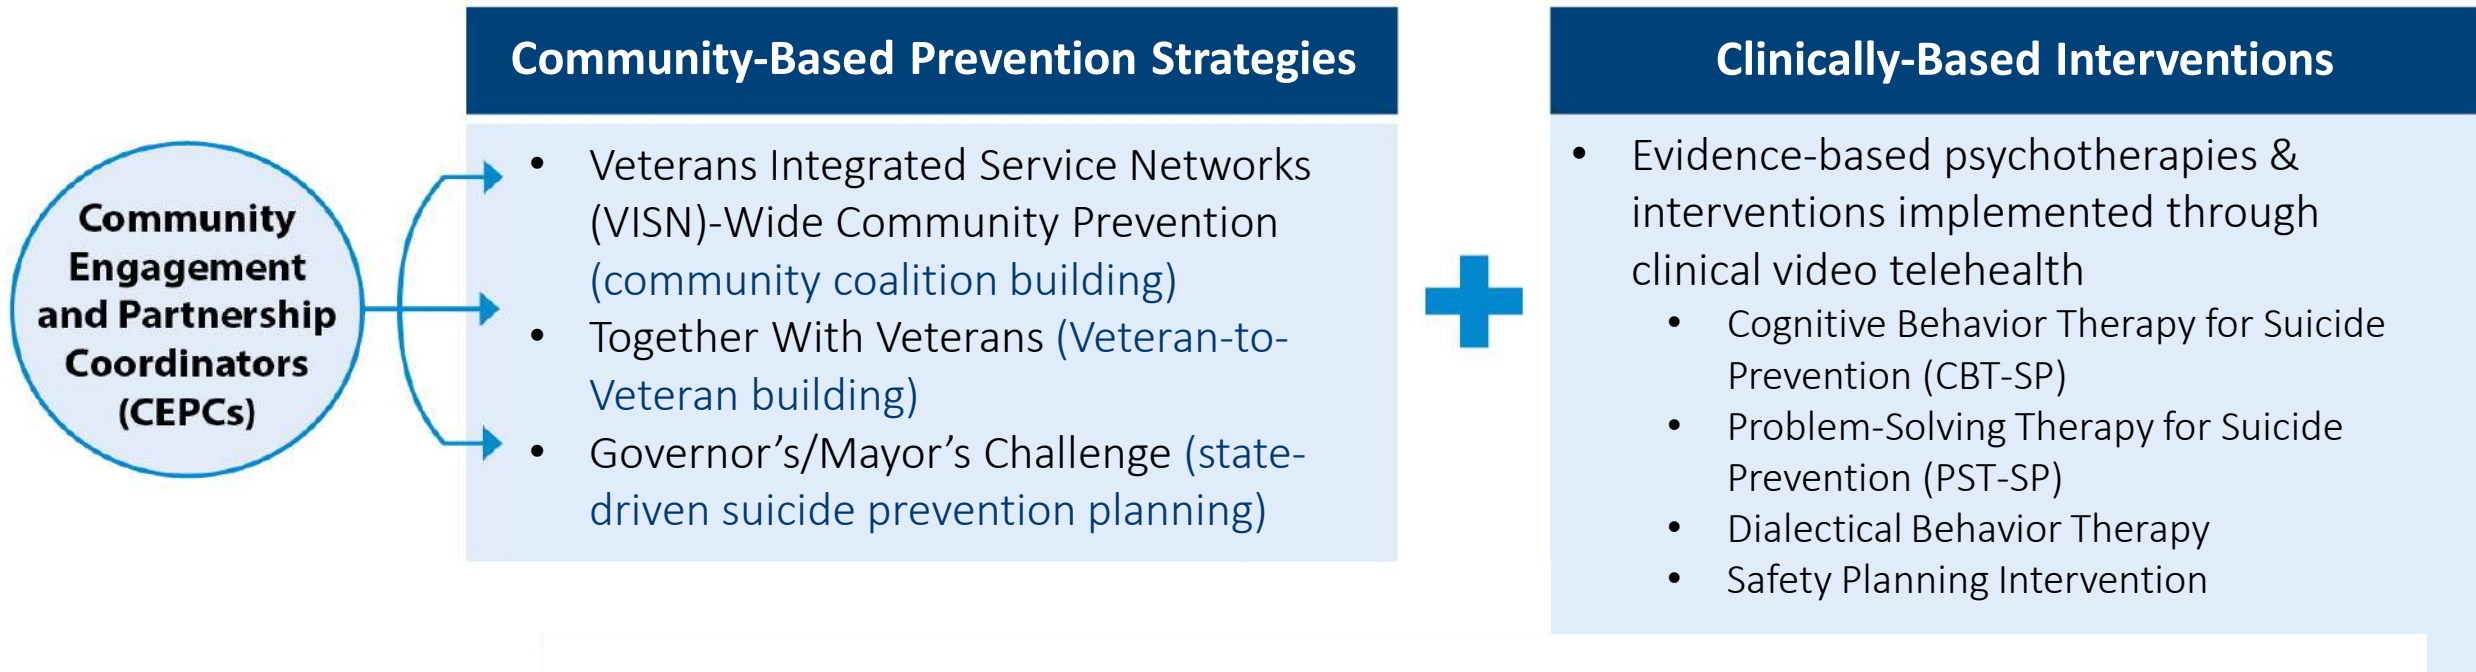 Community
Engagement
and Partnership
Coordinators
(CEPCs)
Community-Based Prevention Strategies
• Veterans Integrated Service Networks
(VISN)-Wide Community Prevention
(community coalition building)
• Together With Veterans (Veteran-to-
Veteran building)
• Governor’s/Mayor’s Challenge (state-
driven suicide prevention planning)
Clinically-Based Interventions
• Evidence-based psychotherapies &
interventions implemented through
clinical video telehealth
• Cognitive Behavior Therapy for Suicide
Prevention (CBT-SP)
• Problem-Solving Therapy for Suicide
Prevention (PST-SP)
• Dialectical Behavior Therapy
• Safety Planning Intervention